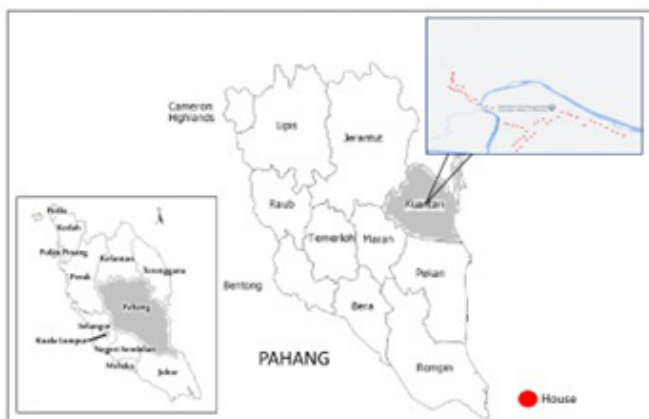 Cameron
Highlands
Lipis
Jerantut
Kuantan
Raub
Temerloh
Maran
Pekan
Bentong
Bera
Rompin
PAHANG
House
Perlis
Kedah
Pulau Pinang
Kelantan
Terengganu
Perak
Pahang
Selangor
Kuala Lumpur
Negeri Sembilan
Melaka
Johor